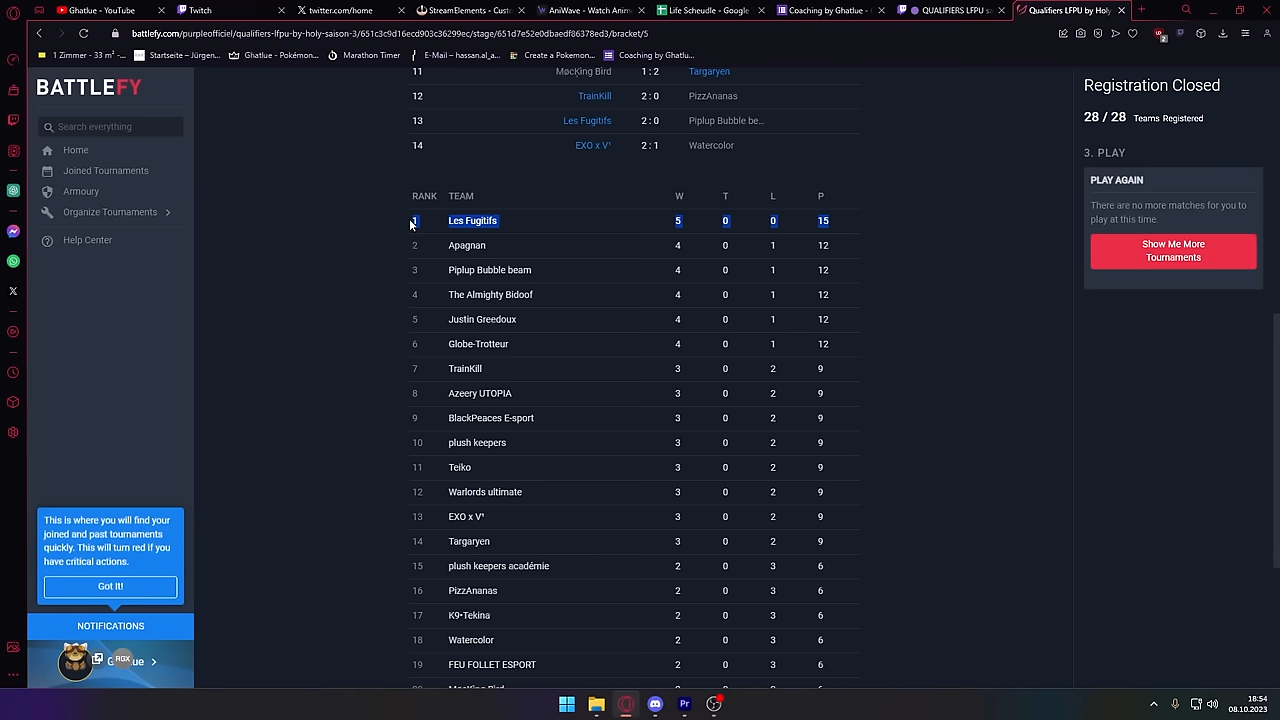 Ghatlue - YouTube
Twitch
twitter.com/home
StreamElements - Custo
AniWave - Watch Anime
Life Scheudle - Google
Coaching by Ghatlue - C
QUALIFIERS LFPU sa
Qualifiers LFPU by Holy
battlefy.com/purpleofficiel/qualifiers-lfpu-by-holy-saison-3/651c3c9d16ecd903c36299ec/stage/651d7e52e0dbaedf86378ed3/bracket/5
1 Zimmer - 33 m² ...
Startseite – Jürgen...
Ghatlue - Pokémon...
Marathon Timer
E-Mail – hassan.al_a...
Create a Pokemon...
Coaching by Ghatlu...
BATTLEFY
Search everything
Home
Joined Tournaments
Armoury
Organize Tournaments
Help Center
11 MøcĶing Bird 1 : 2 Targaryen
12 TrainKill 2 : 0 PizzAnanas
13 Les Fugitifs 2 : 0 Piplup Bubble be...
14 EXO x V¹ 2 : 1 Watercolor
RANK TEAM W T L P
1 Les Fugitifs 5 0 0 15
2 Apagnan 4 0 1 12
3 Piplup Bubble beam 4 0 1 12
4 The Almighty Bidoof 4 0 1 12
5 Justin Greedoux 4 0 1 12
6 Globe-Trotteur 4 0 1 12
7 TrainKill 3 0 2 9
8 Azeery UTOPIA 3 0 2 9
9 BlackPeaces E-sport 3 0 2 9
10 plush keepers 3 0 2 9
11 Teiko 3 0 2 9
12 Warlords ultimate 3 0 2 9
13 EXO x V¹ 3 0 2 9
14 Targaryen 3 0 2 9
15 plush keepers académie 2 0 3 6
16 PizzAnanas 2 0 3 6
17 K9•Tekina 2 0 3 6
18 Watercolor 2 0 3 6
19 FEU FOLLET ESPORT 2 0 3 6
Registration Closed
28 / 28 Teams Registered
3. PLAY
PLAY AGAIN
There are no more matches for you to
play at this time.
Show Me More
Tournaments
This is where you will find your
joined and past tournaments
quickly. This will turn red if you
have critical actions.
Got It!
NOTIFICATIONS
RGX
Pr
18:54
08.10.2023